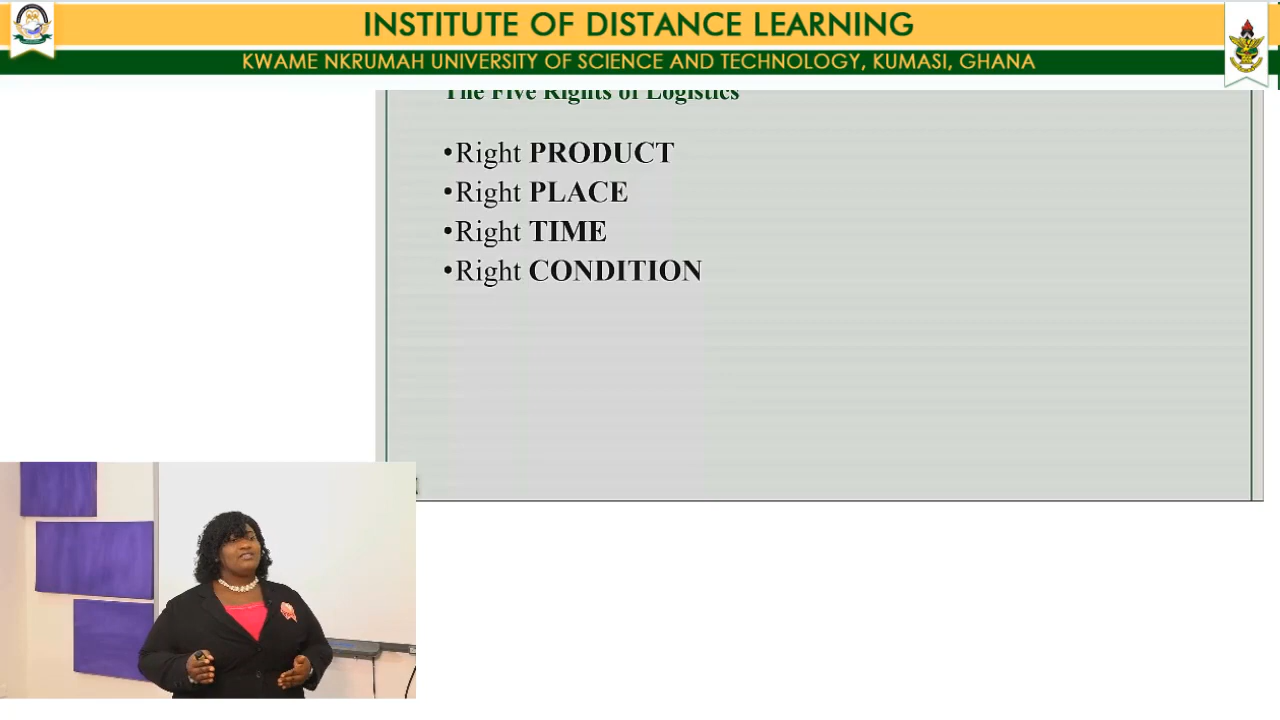 INSTITUTE OF DISTANCE LEARNING
KWAME NKRUMAH UNIVERSITY OF SCIENCE AND TECHNOLOGY, KUMASI, GHANA
The Five Rights of Logistics
•Right PRODUCT
•Right PLACE
•Right TIME
•Right CONDITION